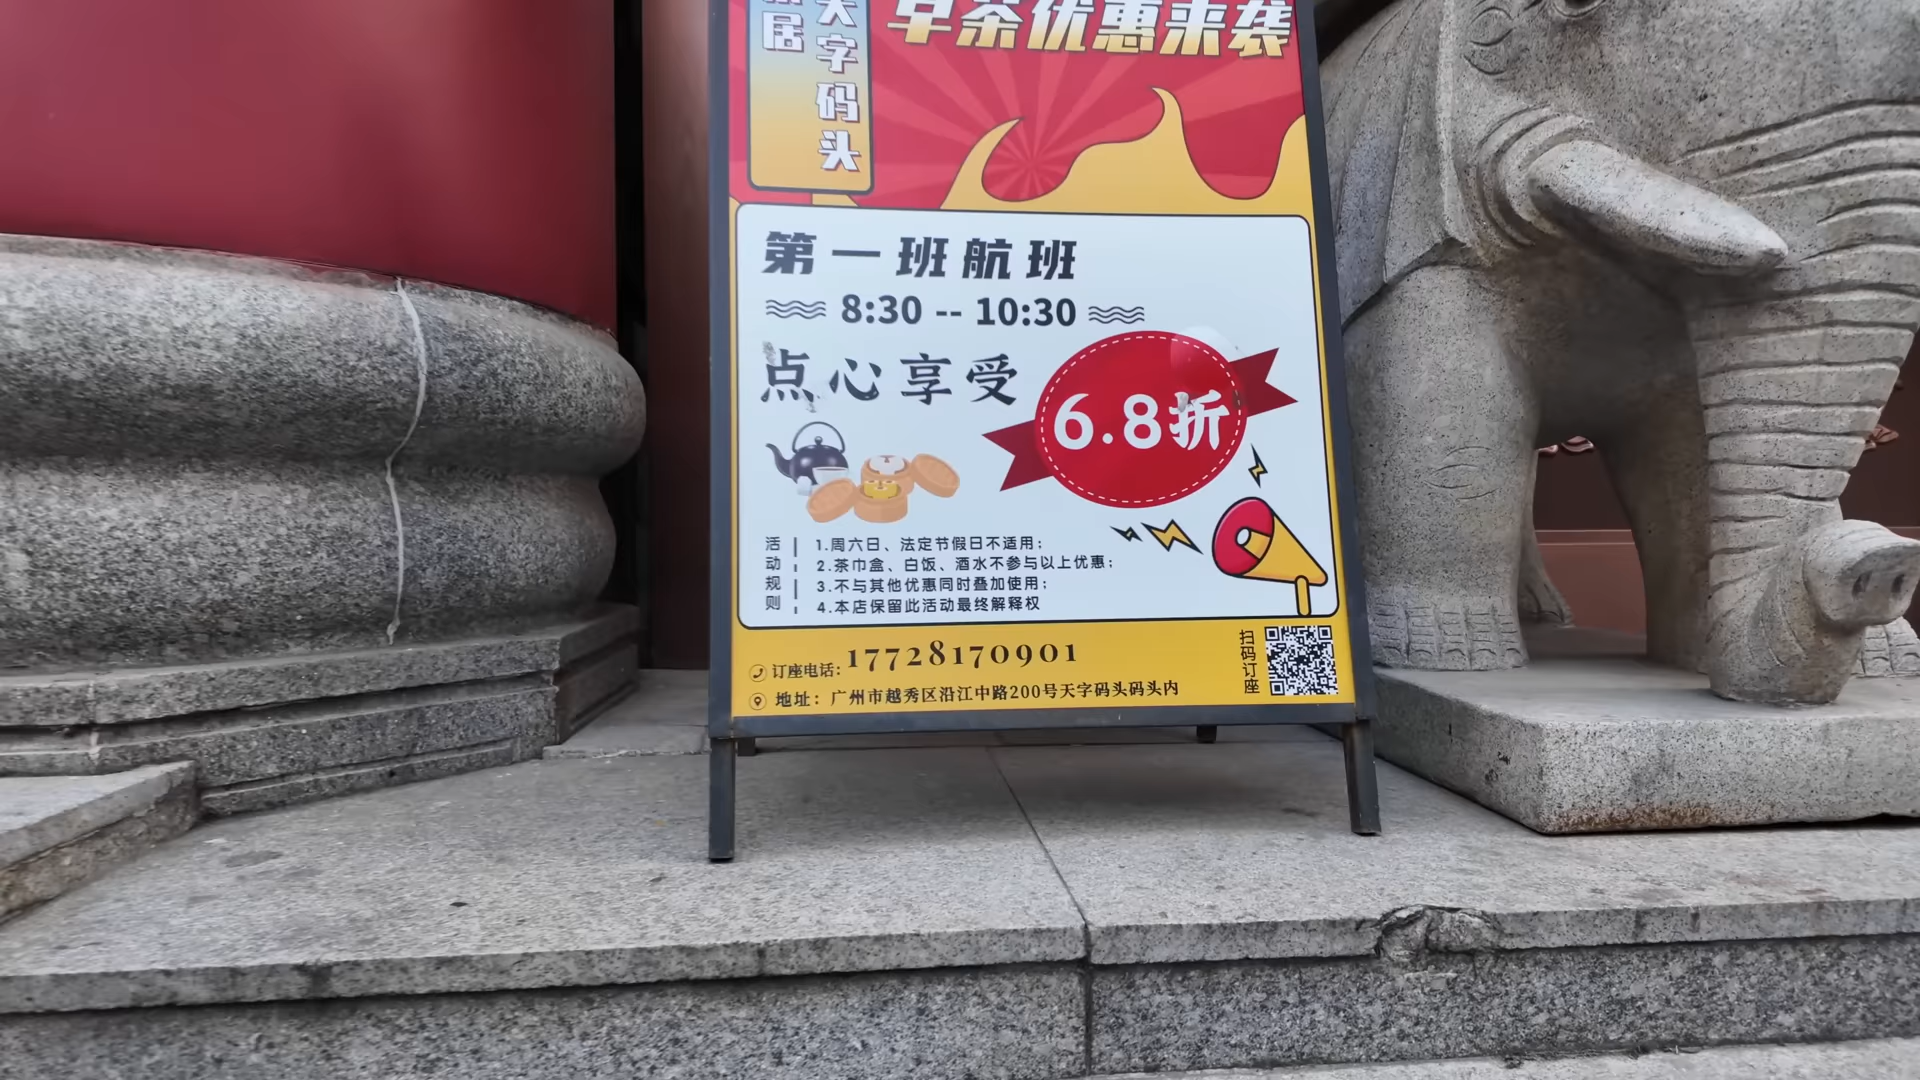 居
天字码头
早茶优惠来袭
第一班航班
8:30 -- 10:30
点心享受
6.8折
活动规则
1.周六日、法定节假日不适用；
2.茶巾盒、白饭、酒水不参与以上优惠；
3.不与其他优惠同时叠加使用；
4.本店保留此活动最终解释权
订座电话：17728170901
地址：广州市越秀区沿江中路200号天字码头码头内
扫码订座